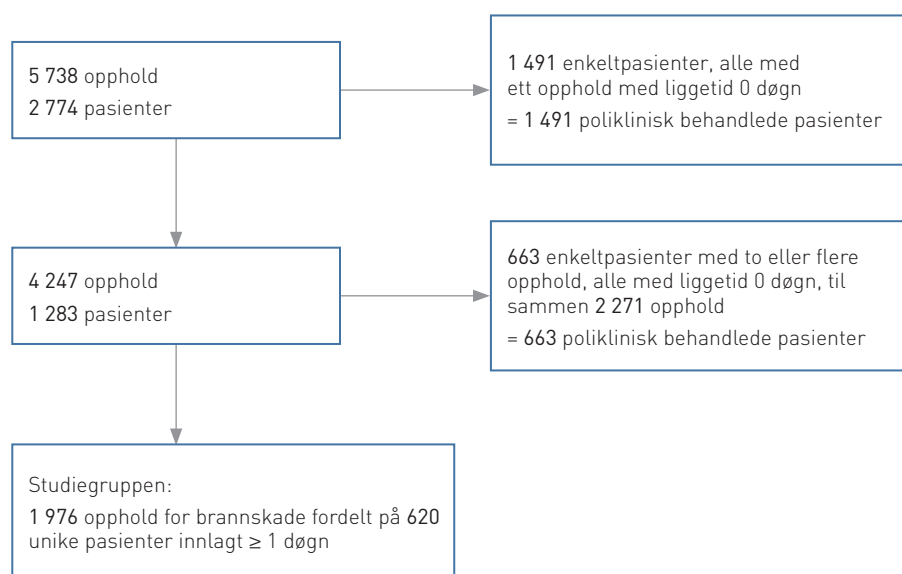 5 738 opphold
2 774 pasienter
1 491 enkeltpasienter, alle med
ett opphold med liggetid 0 døgn
= 1 491 poliklinisk behandlede pasienter
4 247 opphold
1 283 pasienter
663 enkeltpasienter med to eller flere
opphold, alle med liggetid 0 døgn, til
sammen 2 271 opphold
= 663 poliklinisk behandlede pasienter
Studiegruppen:
1 976 opphold for brannskade fordelt på 620
unike pasienter innlagt ≥ 1 døgn